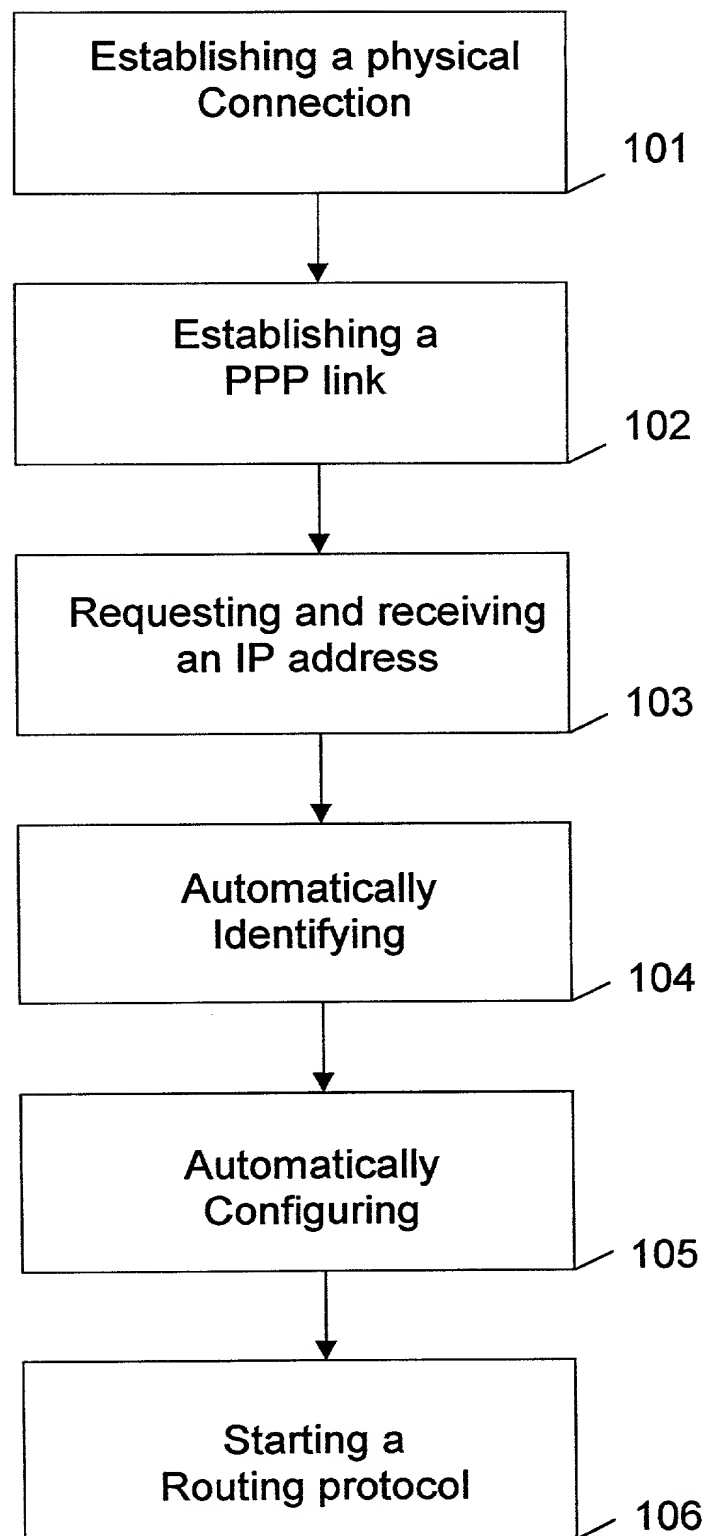 Establishing a physical
Connection
101
Establishing a
PPP link
102
Requesting and receiving
an IP address
103
Automatically
Identifying
104
Automatically
Configuring
105
Starting a
Routing protocol
106